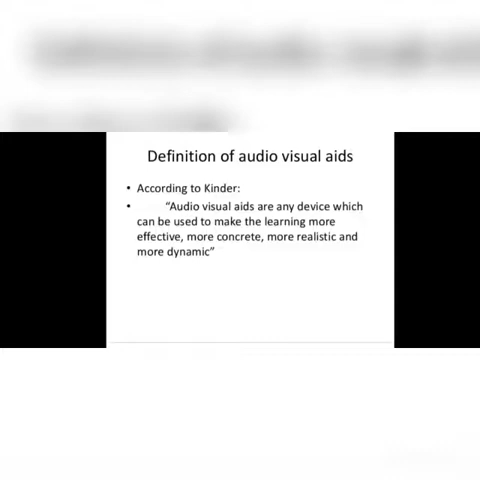 Definition of audio visual aids
• According to Kinder:
• “Audio visual aids are any device which
can be used to make the learning more
effective, more concrete, more realistic and
more dynamic”